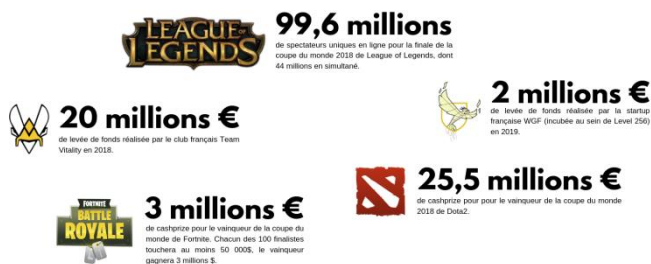 LEAGUE OF
LEGENDS
99,6 millions
de spectateurs uniques en ligne pour la finale de la
coupe du monde 2018 de League of Legends, dont
44 millions en simultané.
20 millions €
de levée de fonds réalisée par le club français Team
Vitality en 2018.
2 millions €
de levée de fonds réalisée par la startup
française WGF (incubée au sein de Level 256)
en 2019.
FORTNITE
BATTLE
ROYALE
3 millions €
de cashprize pour le vainqueur de la coupe du
monde de Fortnite. Chacun des 100 finalistes
touchera au moins 50 000$, le vainqueur
gagnera 3 millions $.
25,5 millions €
de cashprize pour pour le vainqueur de la coupe du monde
2018 de Dota2.